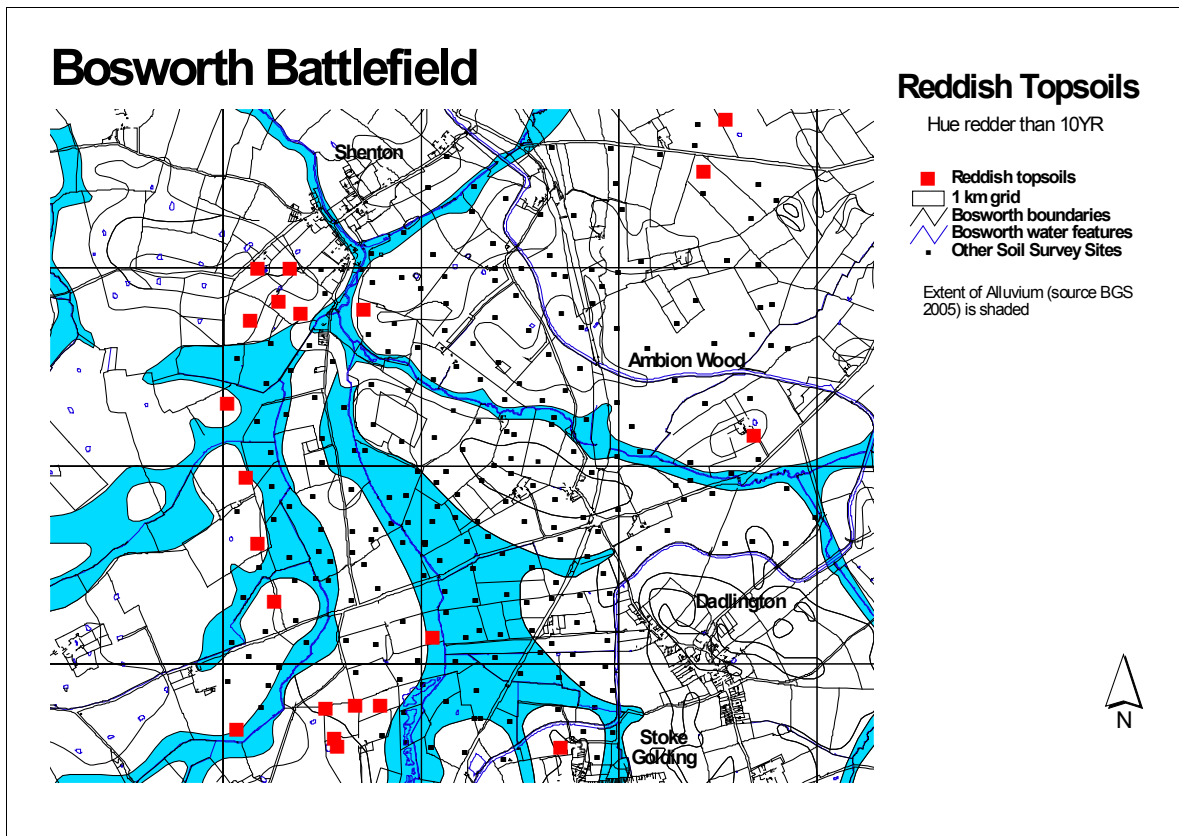 Bosworth Battlefield
Reddish Topsoils
Hue redder than 10YR
Reddish topsoils
1 km grid
Bosworth boundaries
Bosworth water features
Other Soil Survey Sites
Extent of Alluvium (source BGS
2005) is shaded
Shenton
Ambion Wood
Dadlington
Stoke
Golding
N